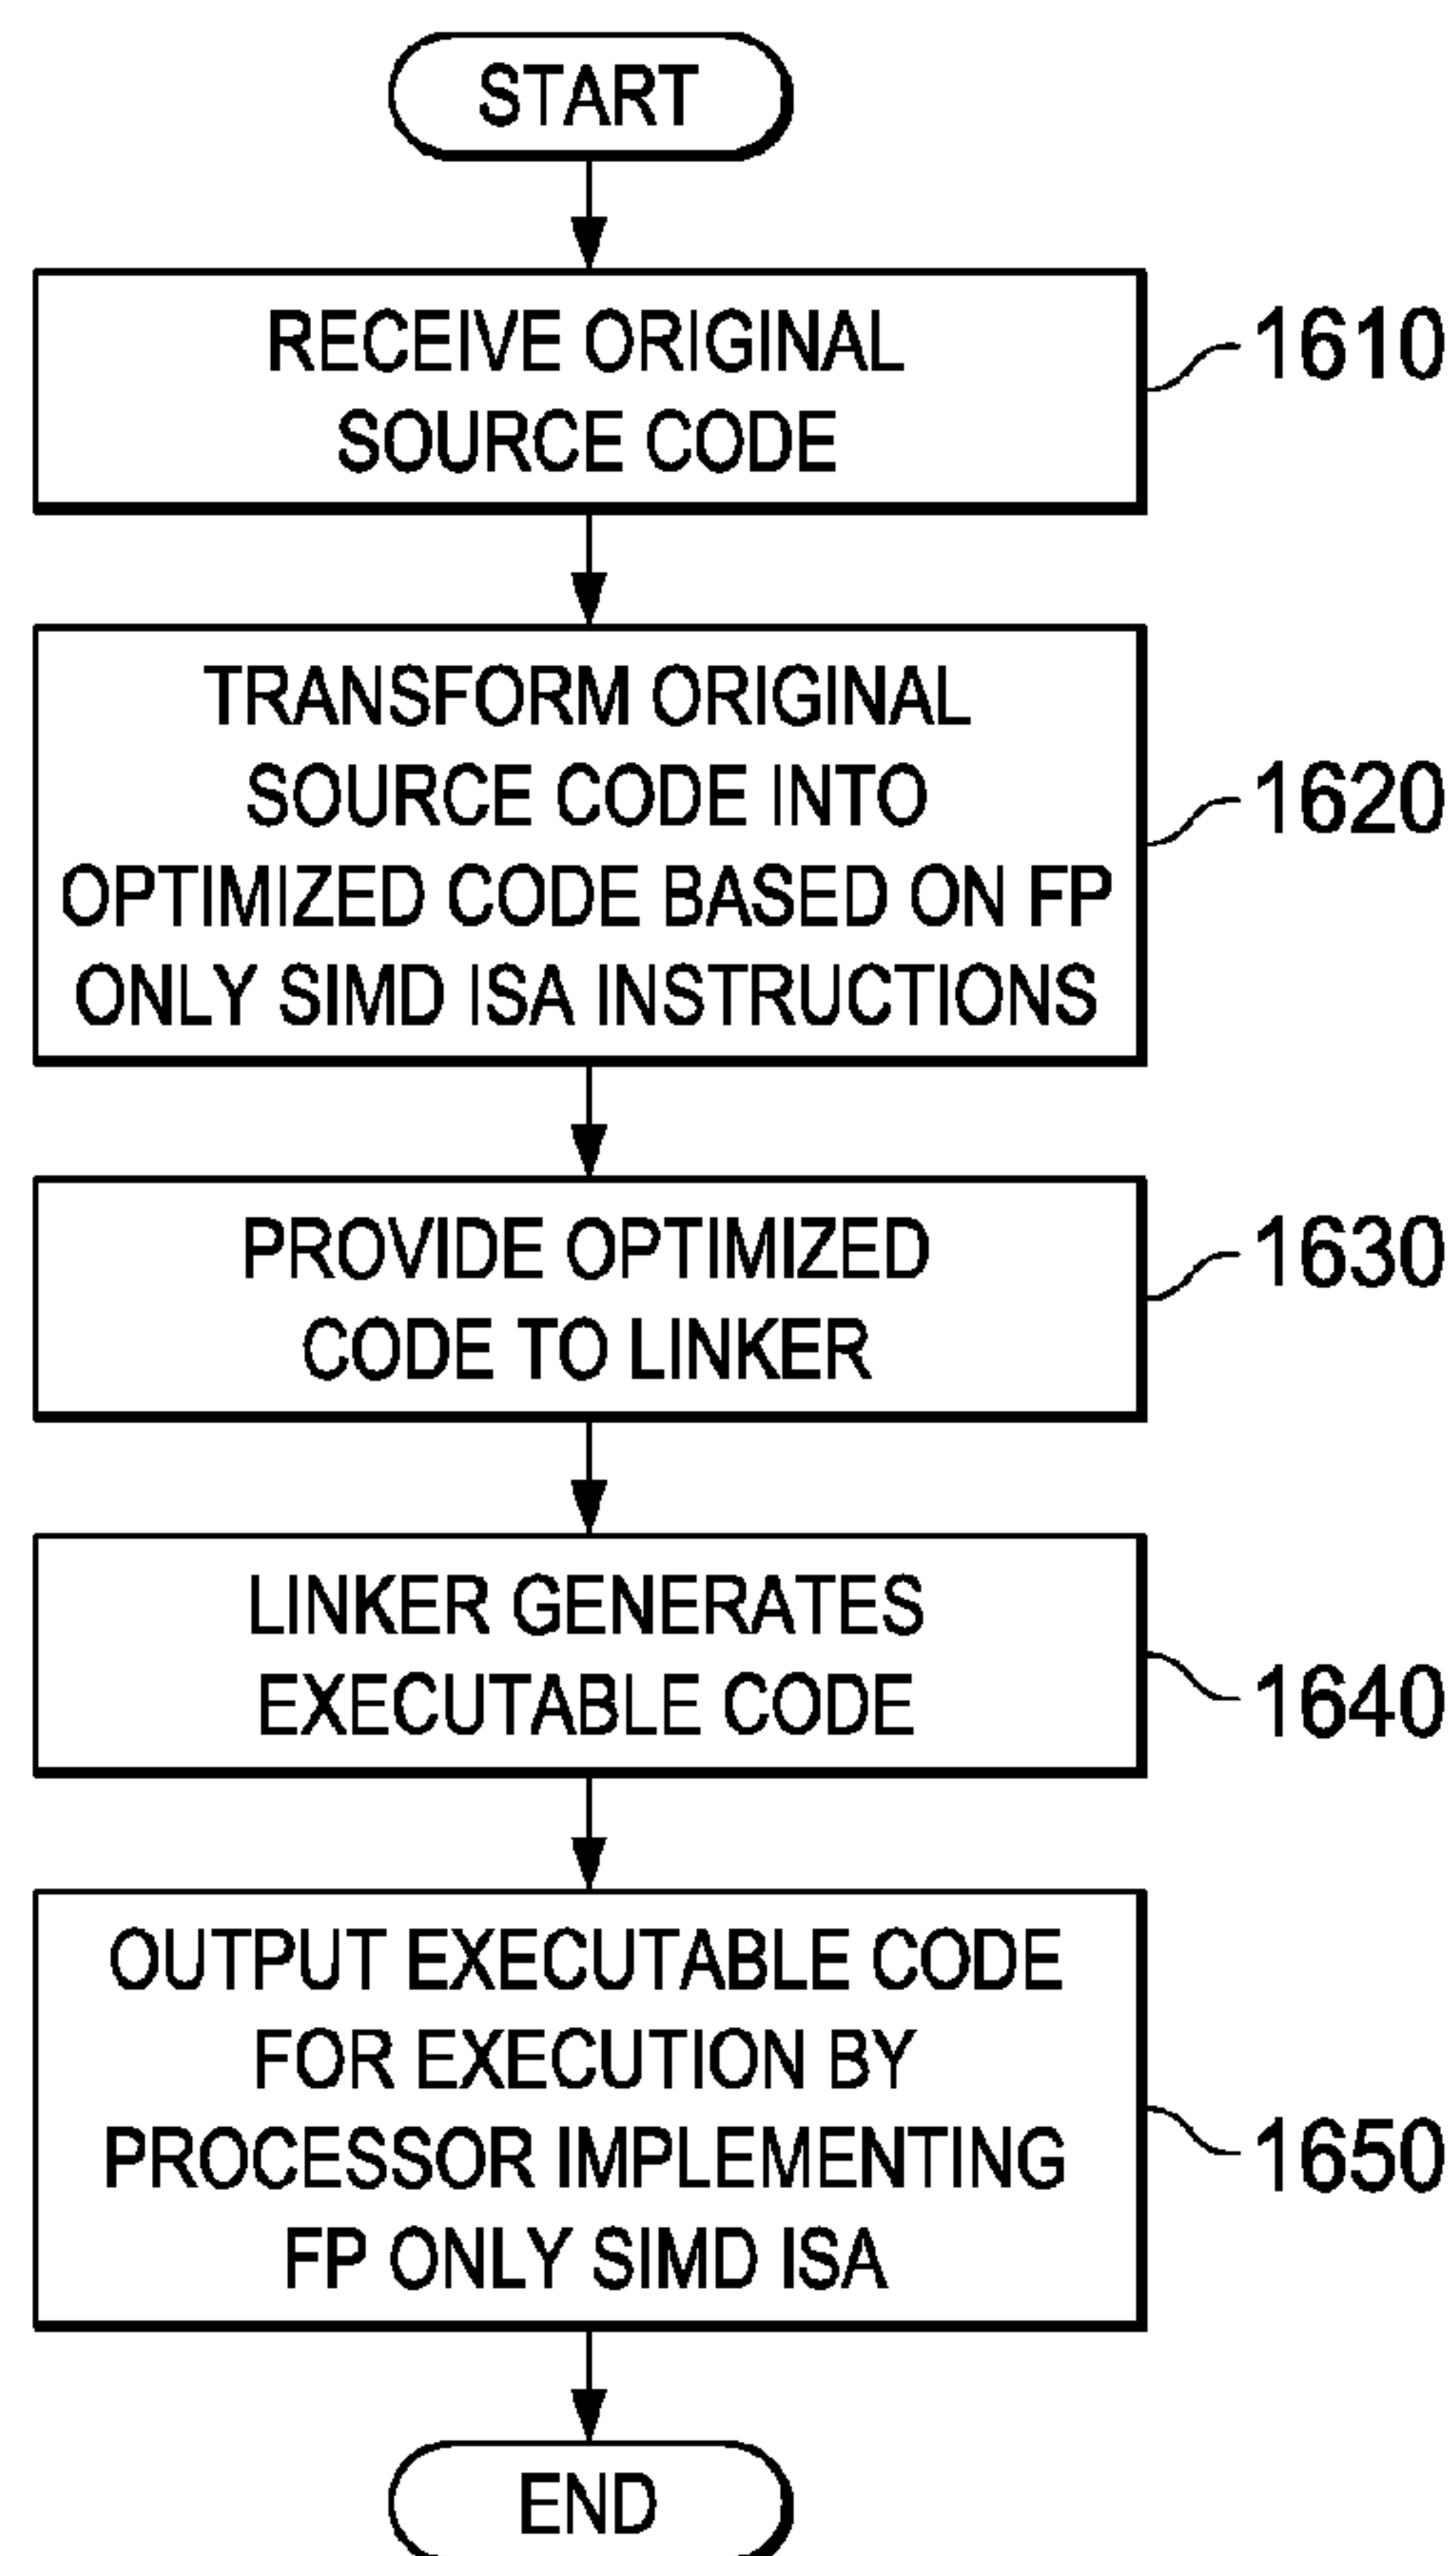 START
RECEIVE ORIGINAL
SOURCE CODE
1610
TRANSFORM ORIGINAL
SOURCE CODE INTO
OPTIMIZED CODE BASED ON FP
ONLY SIMD ISA INSTRUCTIONS
1620
PROVIDE OPTIMIZED
CODE TO LINKER
1630
LINKER GENERATES
EXECUTABLE CODE
1640
OUTPUT EXECUTABLE CODE
FOR EXECUTION BY
PROCESSOR IMPLEMENTING
FP ONLY SIMD ISA
1650
END